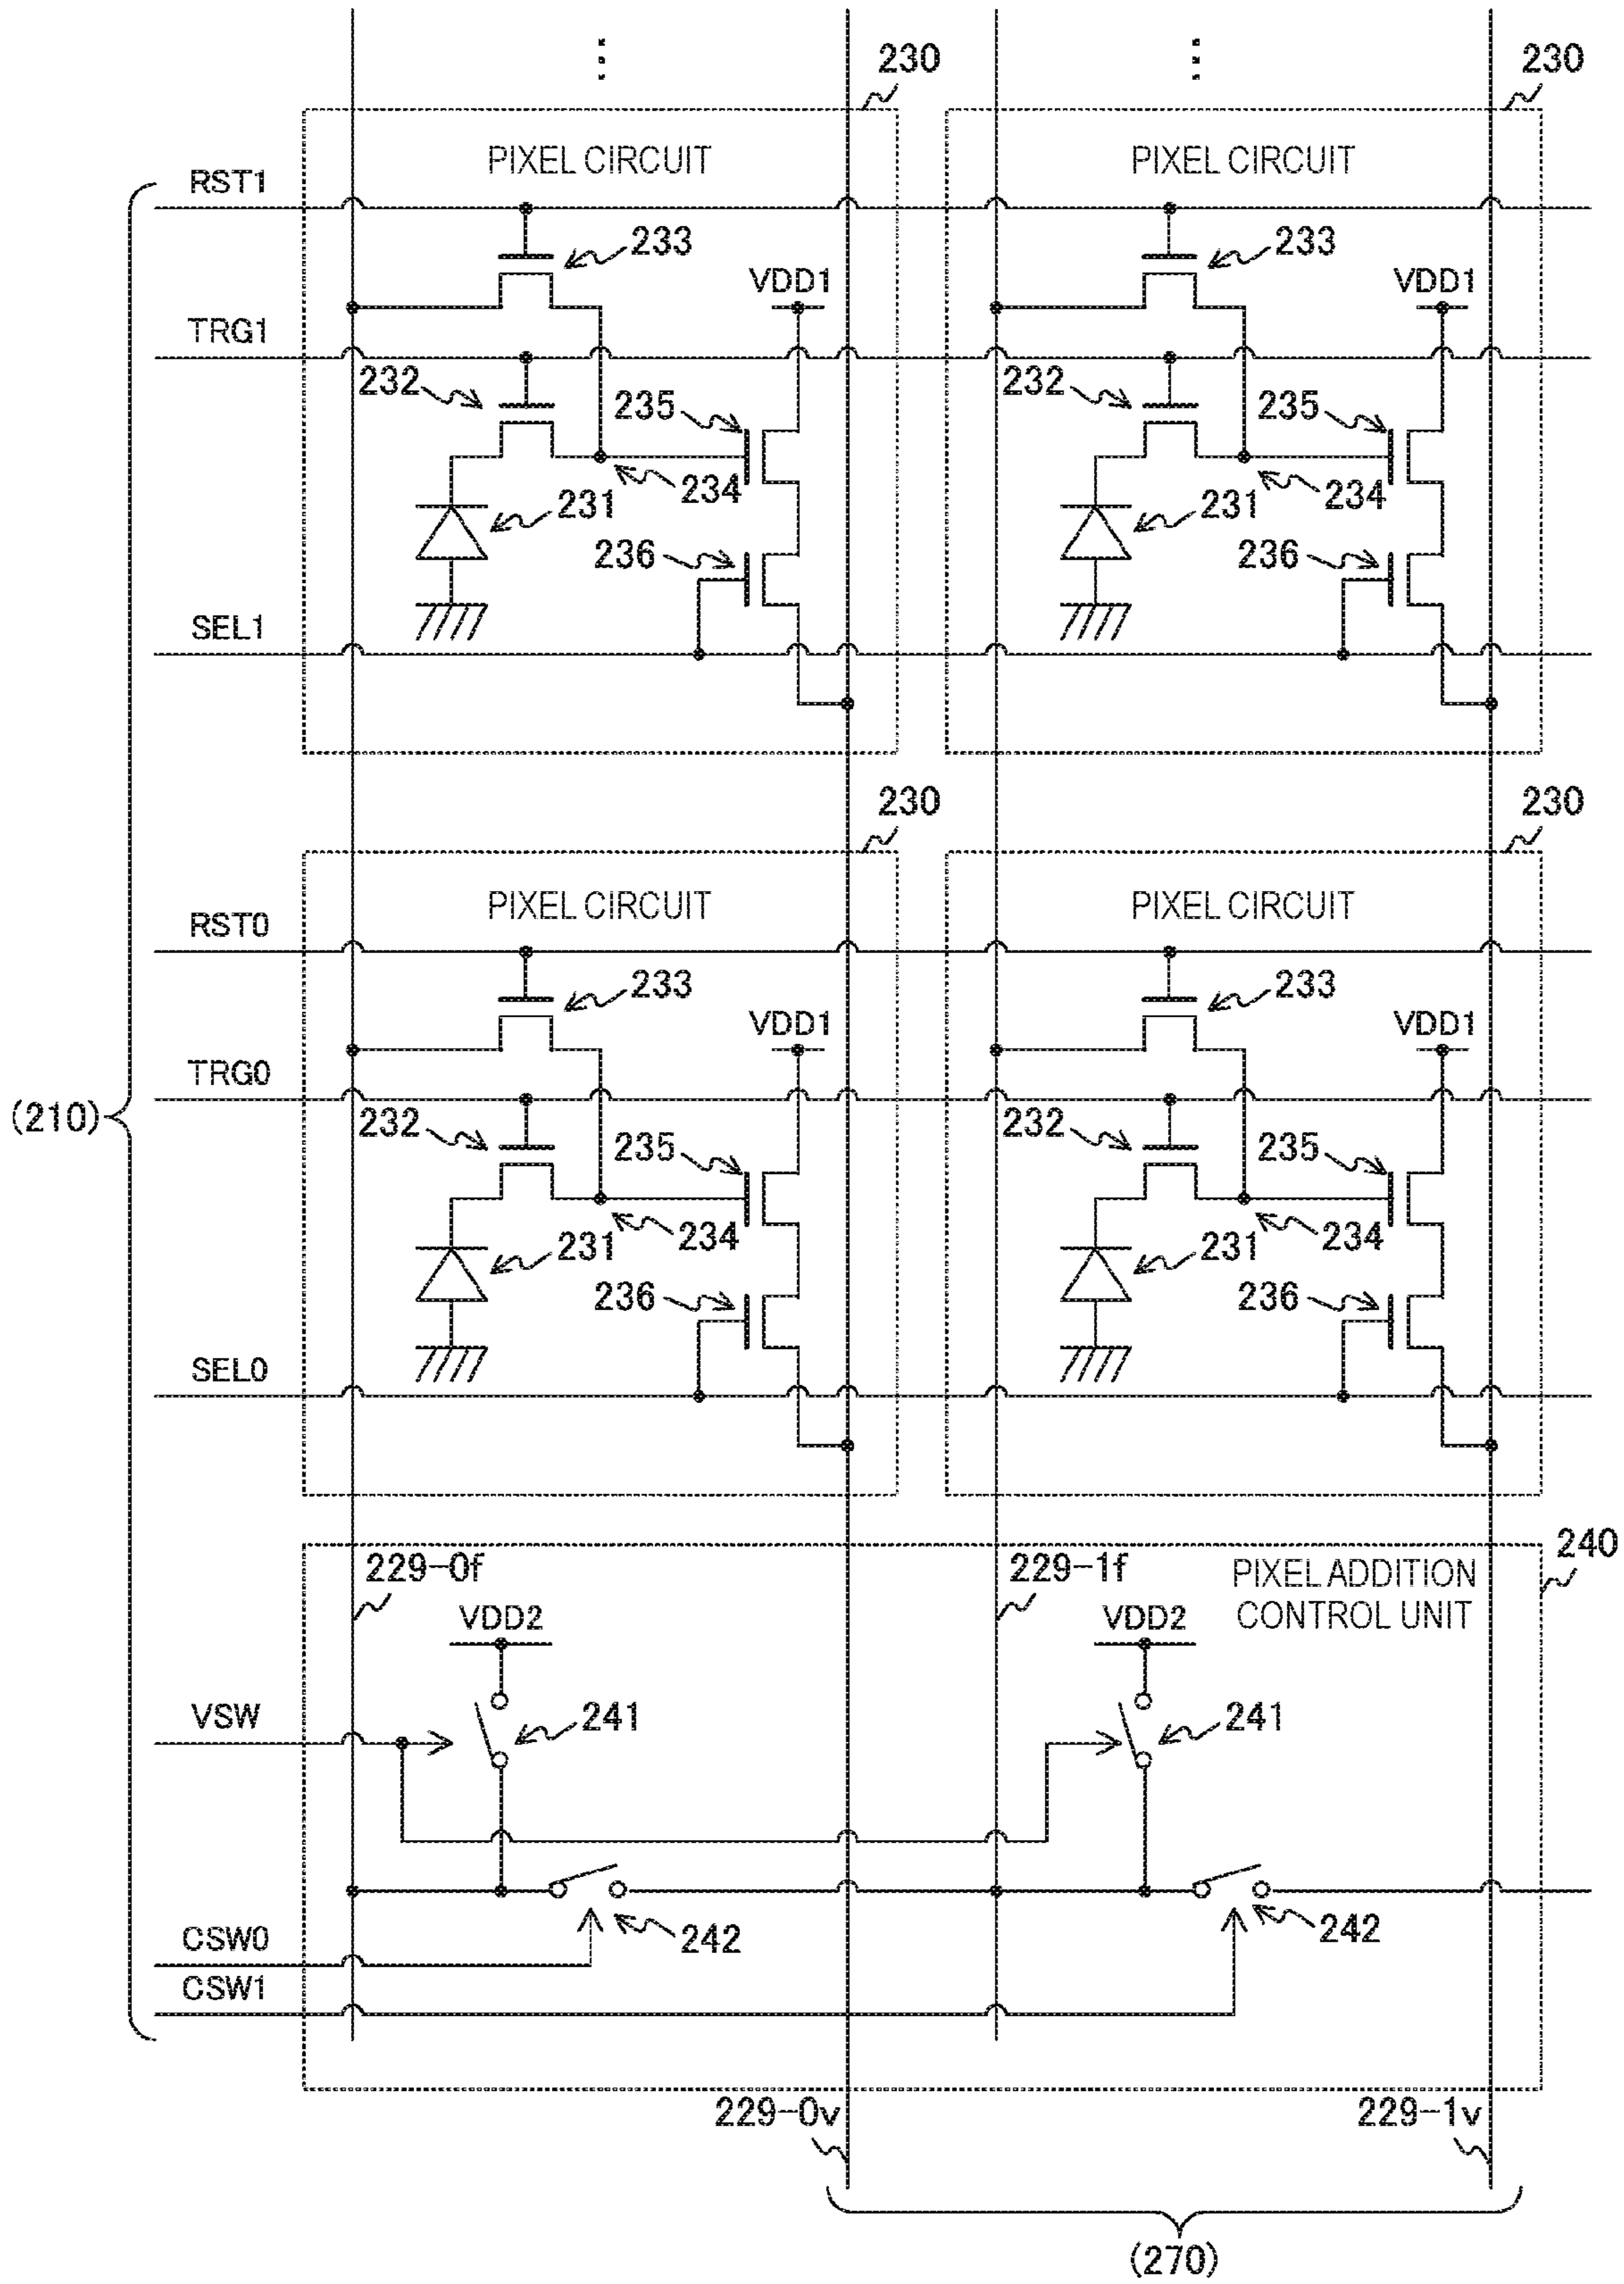 230
230
PIXEL CIRCUIT
PIXEL CIRCUIT
RST1
233
233
VDD1
VDD1
TRG1
232
232
235
235
234
234
231
231
236
236
SEL1
230
230
PIXEL CIRCUIT
PIXEL CIRCUIT
RST0
233
233
VDD1
VDD1
TRG0
(210)
232
232
235
235
234
234
231
231
236
236
SEL0
240
229-0f
229-1f
PIXEL ADDITION
CONTROL UNIT
VDD2
VDD2
VSW
241
241
242
242
CSW0
CSW1
229-0v
229-1v
(270)